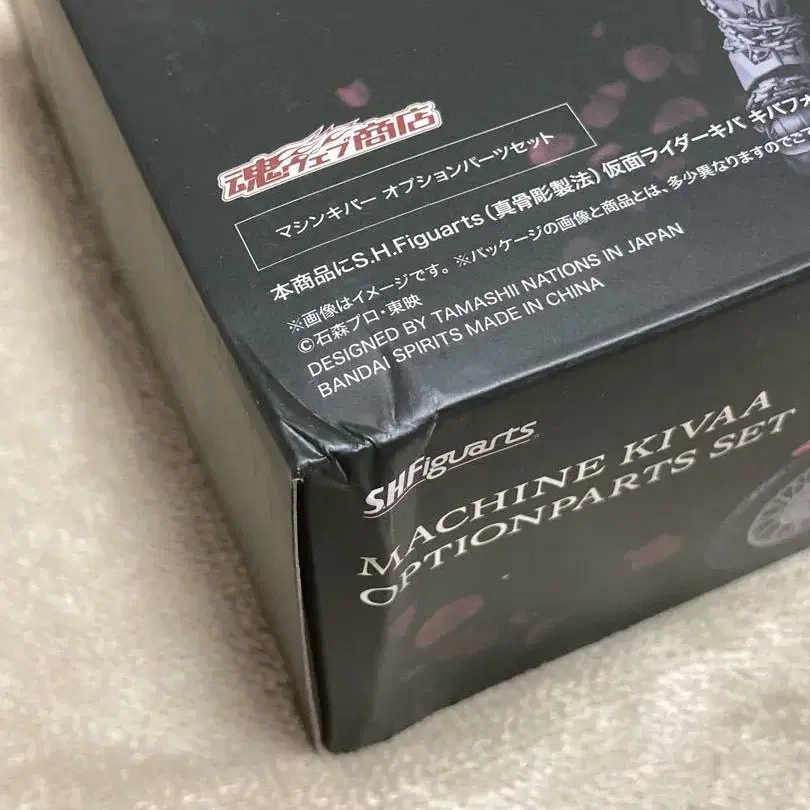 魂ウェブ商店
マシンキバー オプションパーツセット
本商品にS.H.Figuarts（真骨彫製法）仮面ライダーキバ キバフォ
※画像はイメージです。※パッケージの画像と商品とは、多少異なりますのでご
©石森プロ・東映
DESIGNED BY TAMASHII NATIONS IN JAPAN
BANDAI SPIRITS MADE IN CHINA
S.H.Figuarts
MACHINE KIVAA
OPTIONPARTS SET